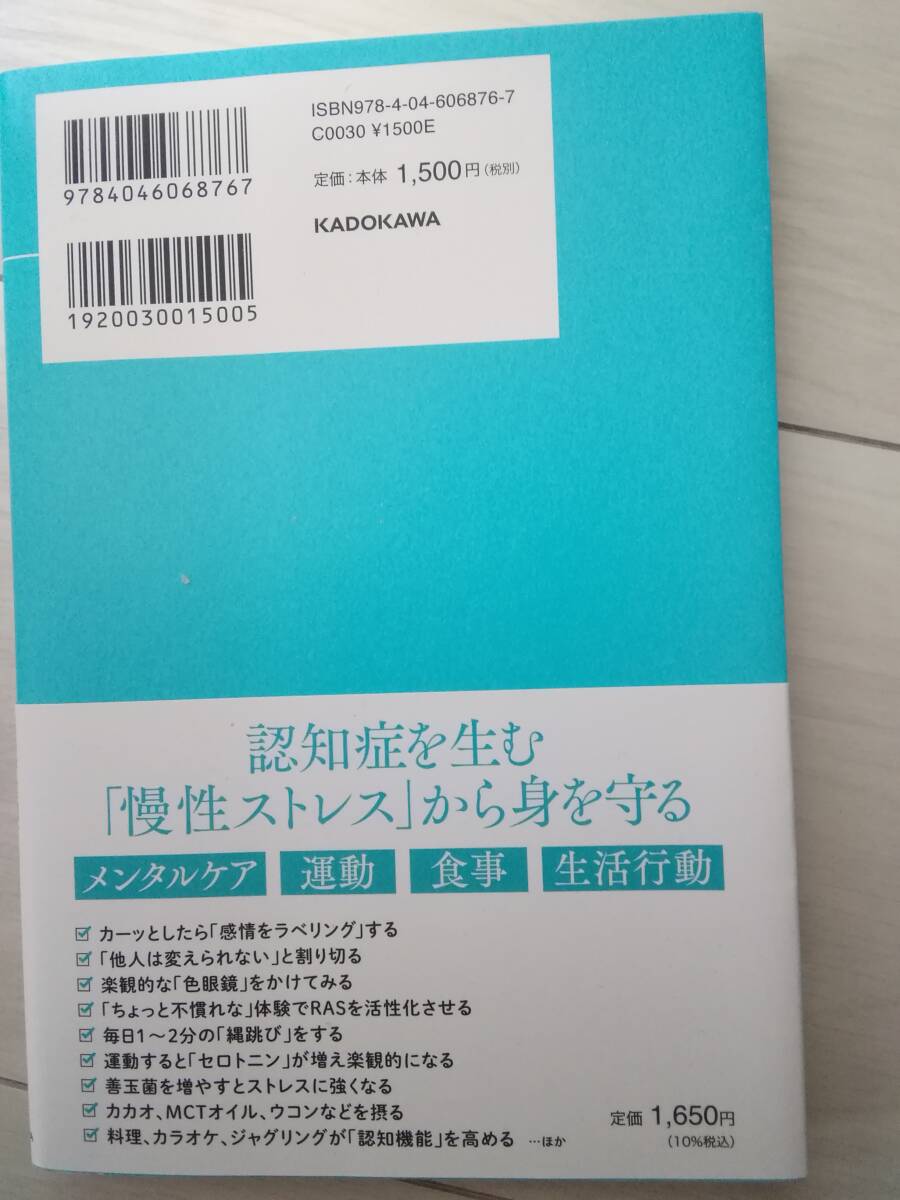 ISBN978-4-04-606876-7
C0030 ¥1500E
定価：本体 1,500円（税別）
KADOKAWA
9784046068767
1920030015005
認知症を生む
「慢性ストレス」から身を守る
メンタルケア 運動 食事 生活行動
カーッとしたら「感情をラベリング」する
「他人は変えられない」と割り切る
楽観的な「色眼鏡」をかけてみる
「ちょっと不慣れな」体験でRASを活性化させる
毎日1〜2分の「縄跳び」をする
運動すると「セロトニン」が増え楽観的になる
善玉菌を増やすとストレスに強くなる
カカオ、MCTオイル、ウコンなどを摂る
料理、カラオケ、ジャグリングが「認知機能」を高める …ほか
定価 1,650円
（10%税込）